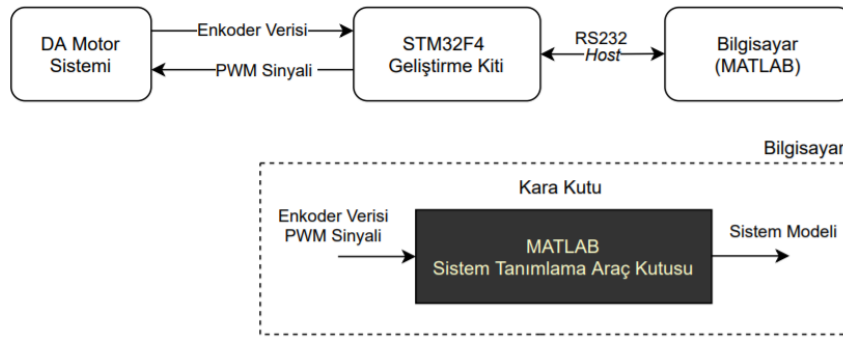 DA Motor
Sistemi
Enkoder Verisi
PWM Sinyali
STM32F4
Geliştirme Kiti
RS232
Host
Bilgisayar
(MATLAB)
Bilgisayar
Kara Kutu
Enkoder Verisi
PWM Sinyali
MATLAB
Sistem Tanımlama Araç Kutusu
Sistem Modeli